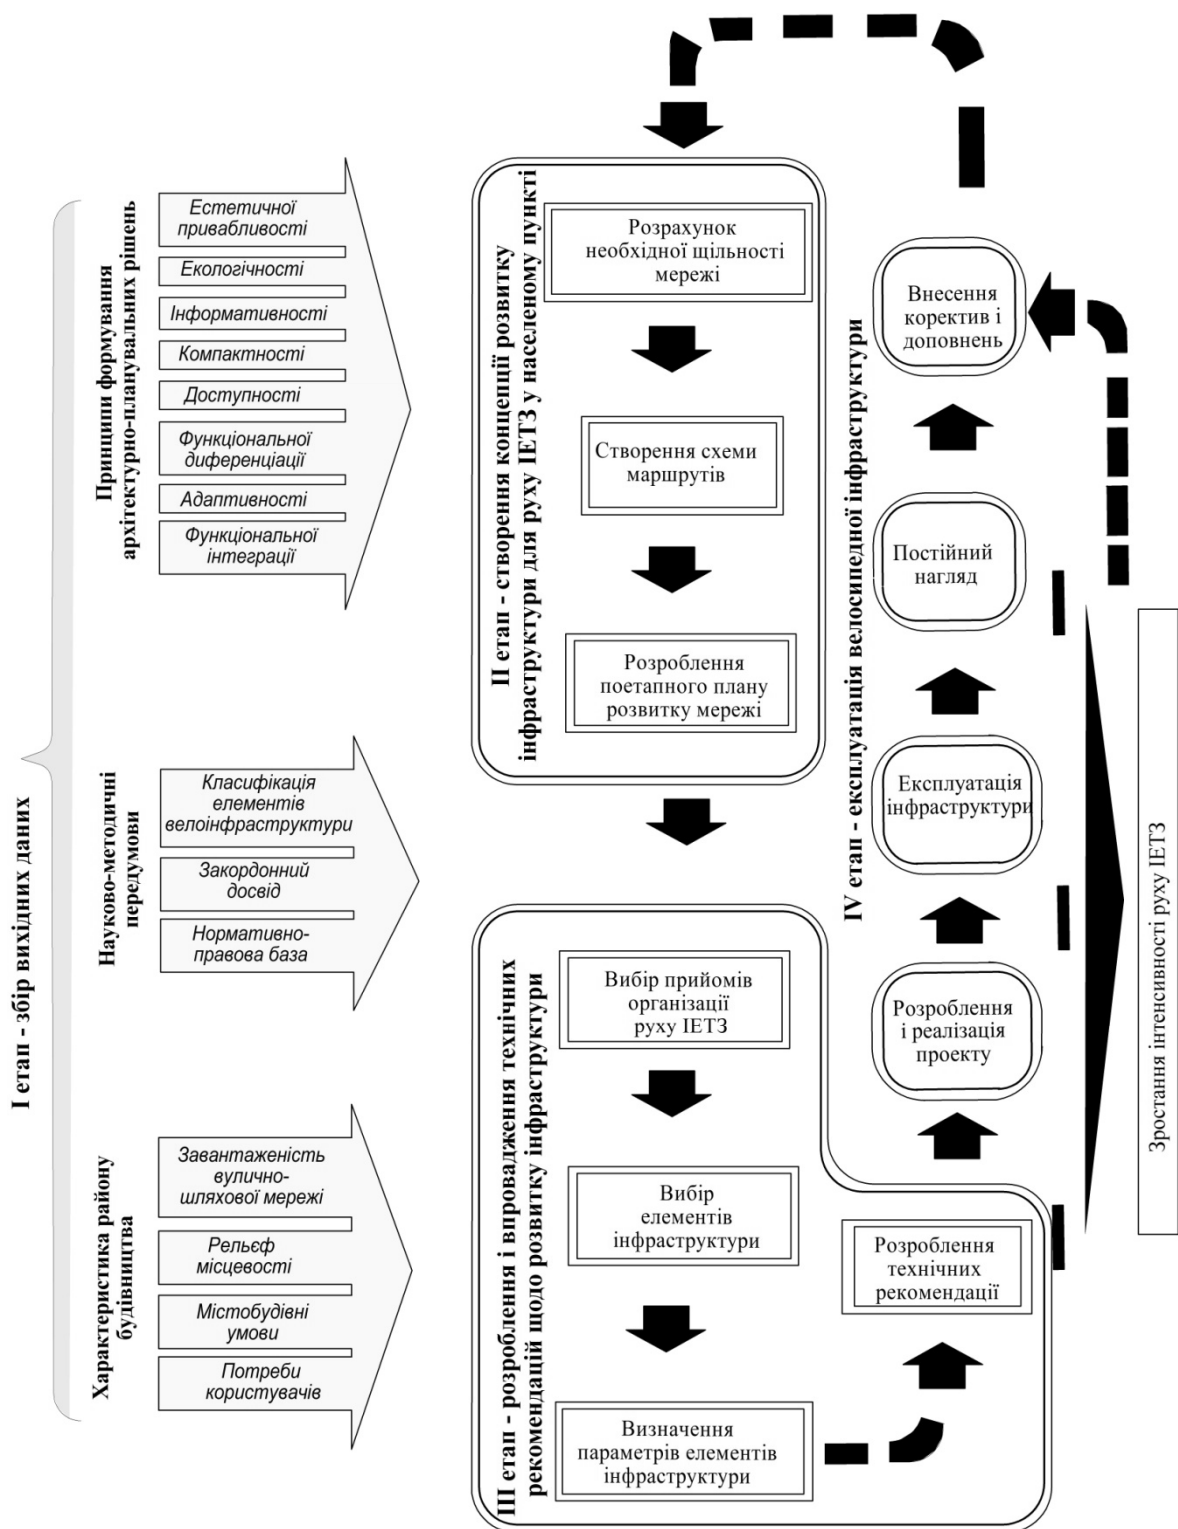 I етап - збір вихідних даних
Принципи формування
архітектурно-планувальних рішень
Естетичної
привабливості
Екологічності
Інформативності
Компактності
Доступності
Функціональної
диференціації
Адаптивності
Функціональної
інтеграції
Науково-методичні
передумови
Класифікація
елементів
велоінфраструктури
Закордонний
досвід
Нормативно-
правова база
Характеристика району
будівництва
Завантаженість
вулично-
шляхової мережі
Рельєф
місцевості
Містобудівні
умови
Потреби
користувачів
II етап - створення концепції розвитку
інфраструктури для руху ІЕТЗ у населеному пункті
Розрахунок
необхідної щільності
мережі
Створення схеми
маршрутів
Розроблення
поетапного плану
розвитку мережі
III етап - розроблення і впровадження технічних
рекомендацій щодо розвитку інфраструктури
Вибір прийомів
організації
руху ІЕТЗ
Вибір
елементів
інфраструктури
Визначення
параметрів елементів
інфраструктури
Розроблення
технічних
рекомендації
IV етап - експлуатація велосипедної інфраструктури
Внесення
коректив і
доповнень
Постійний
нагляд
Експлуатація
інфраструктури
Розроблення
і реалізація
проекту
Зростання інтенсивності руху ІЕТЗ